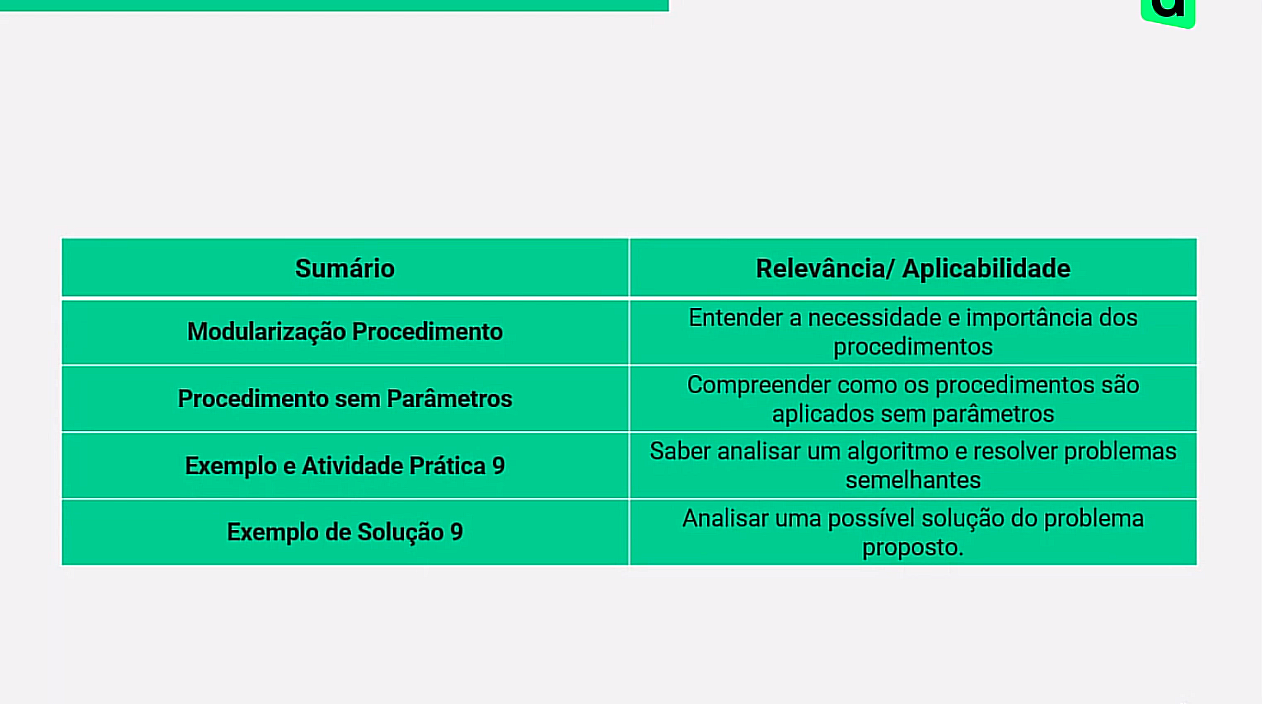 Sumário
Relevância/ Aplicabilidade
Modularização Procedimento
Entender a necessidade e importância dos
procedimentos
Procedimento sem Parâmetros
Compreender como os procedimentos são
aplicados sem parâmetros
Exemplo e Atividade Prática 9
Saber analisar um algoritmo e resolver problemas
semelhantes
Exemplo de Solução 9
Analisar uma possível solução do problema
proposto.